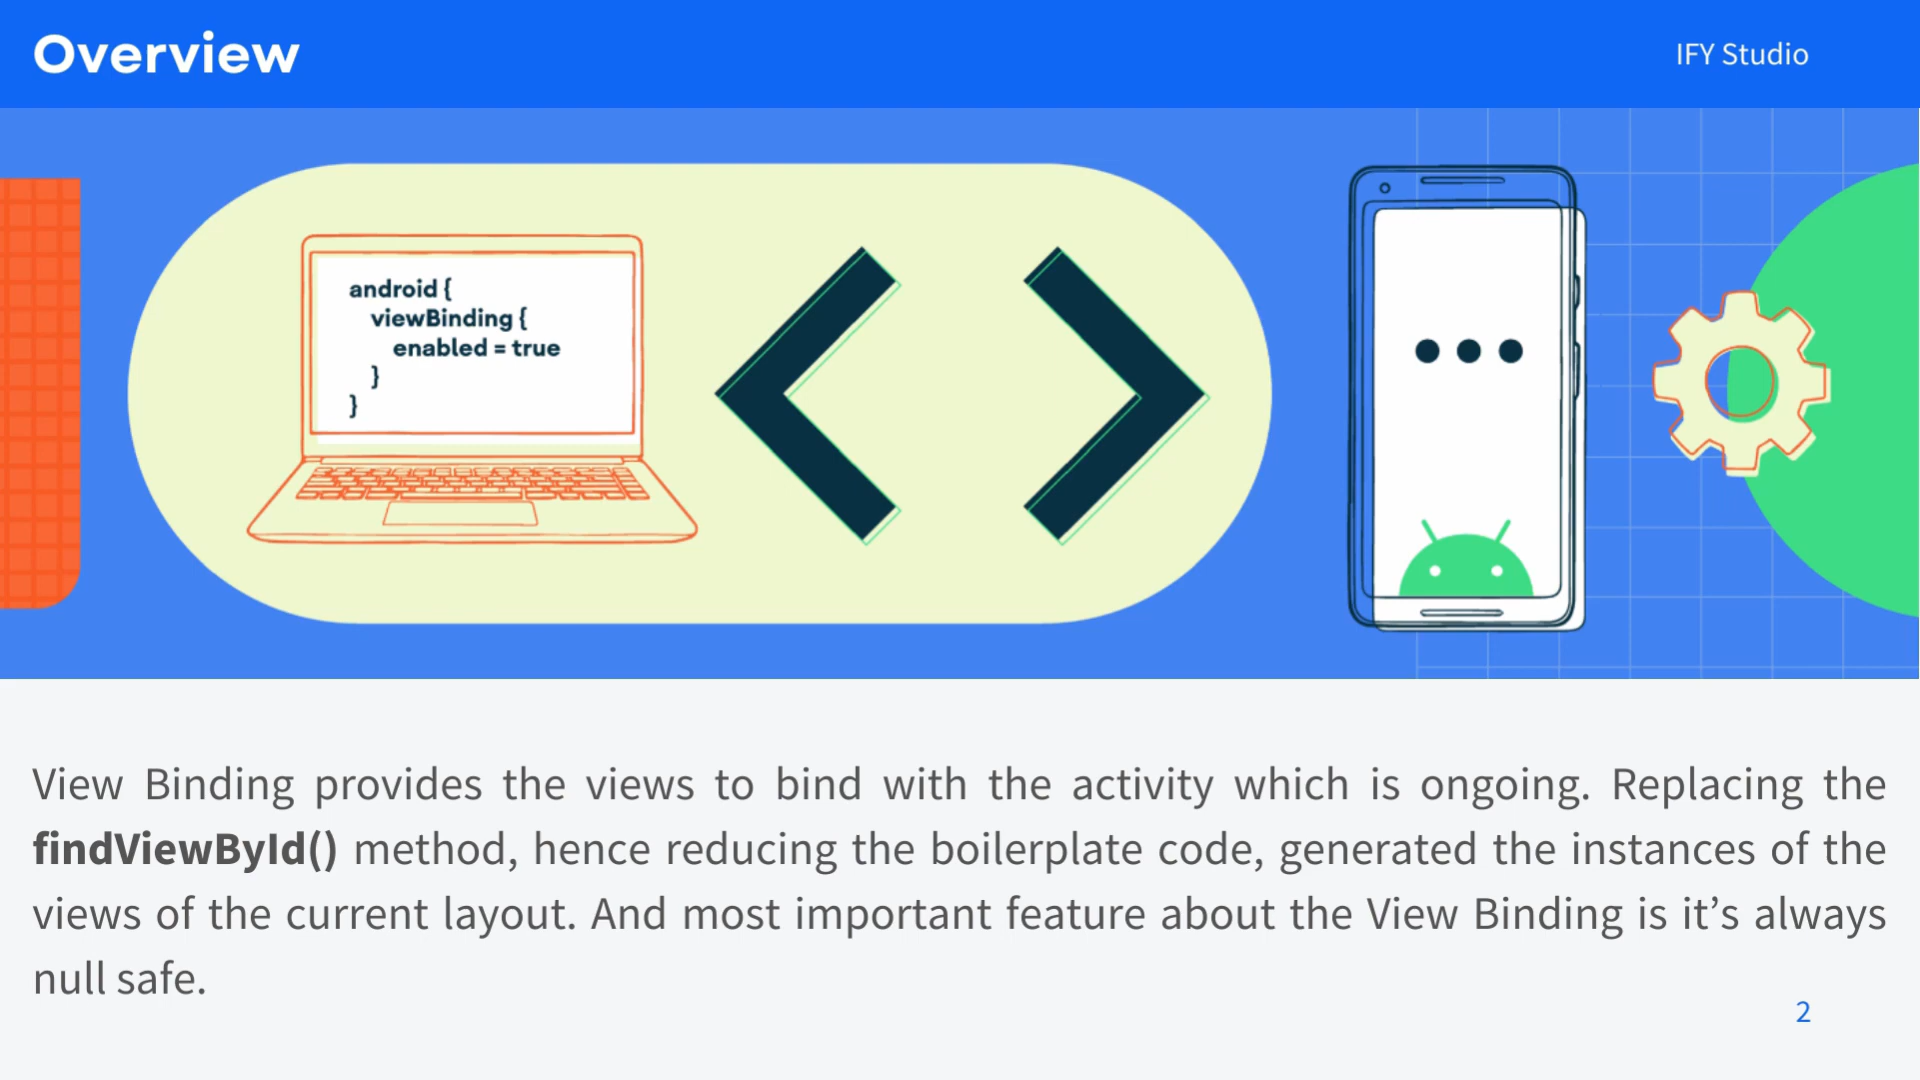 Overview
IFY Studio
android {
viewBinding {
enabled = true
}
}
View Binding provides the views to bind with the activity which is ongoing. Replacing the
findViewById() method, hence reducing the boilerplate code, generated the instances of the
views of the current layout. And most important feature about the View Binding is it’s always
null safe.
2